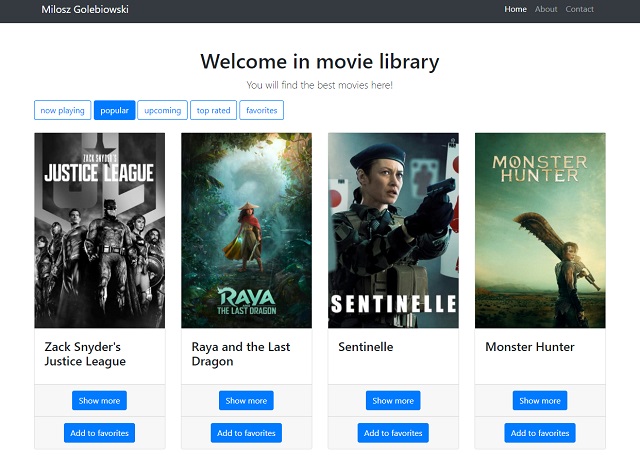 Milosz Golebiowski
Home About Contact
Welcome in movie library
You will find the best movies here!
now playing popular upcoming top rated favorites
ZACK SNYDER'S
JUSTICE LEAGUE
RAYA
AND
THE LAST DRAGON
SENTINELLE
MONSTER
HUNTER
Zack Snyder's
Justice League
Raya and the Last
Dragon
Sentinelle
Monster Hunter
Show more Show more Show more Show more
Add to favorites Add to favorites Add to favorites Add to favorites